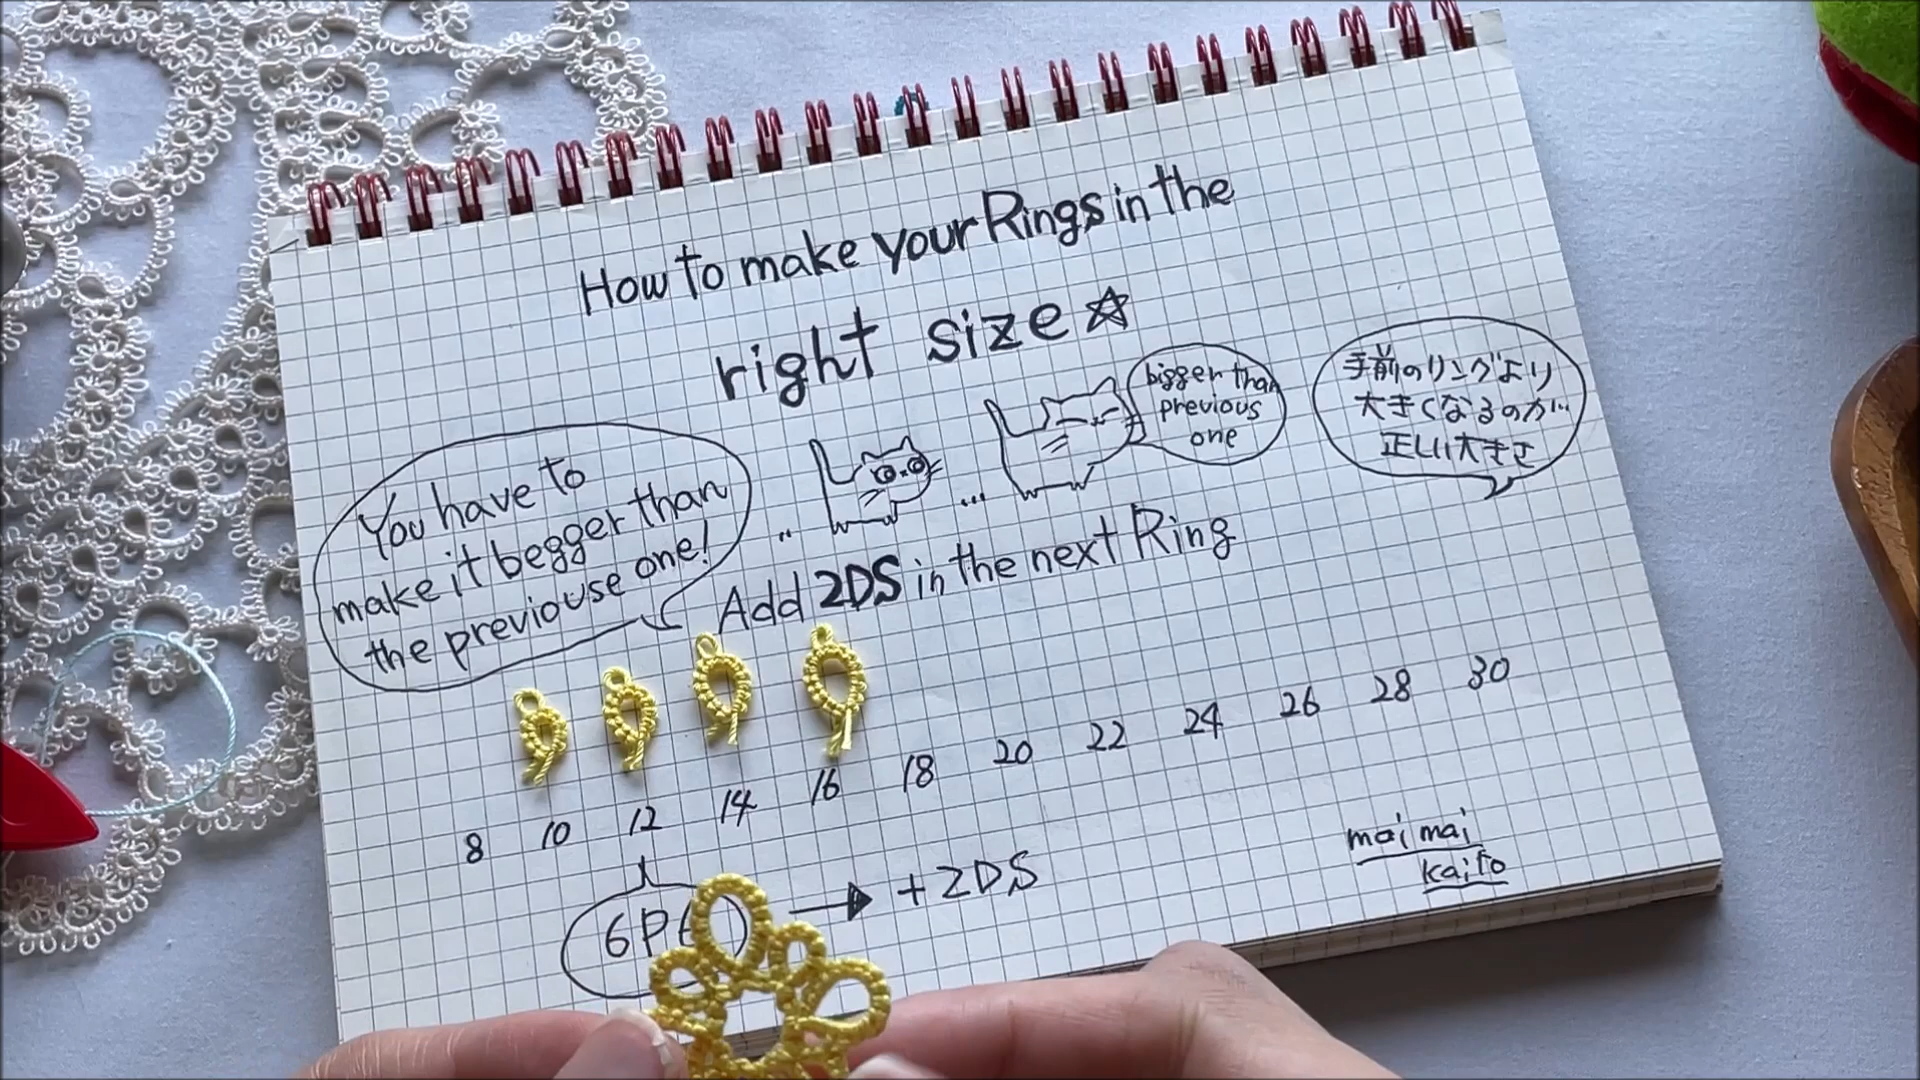 How to make your Rings in the
right size☆
bigger than
previous
one
手前のリングより
大きくなるのが…
正しい大きさ
You have to
make it begger than
the previouse one!
Add 2DS in the next Ring
8 10 12 14 16 18 20 22 24 26 28 30
→ +2DS
maimai
kaito